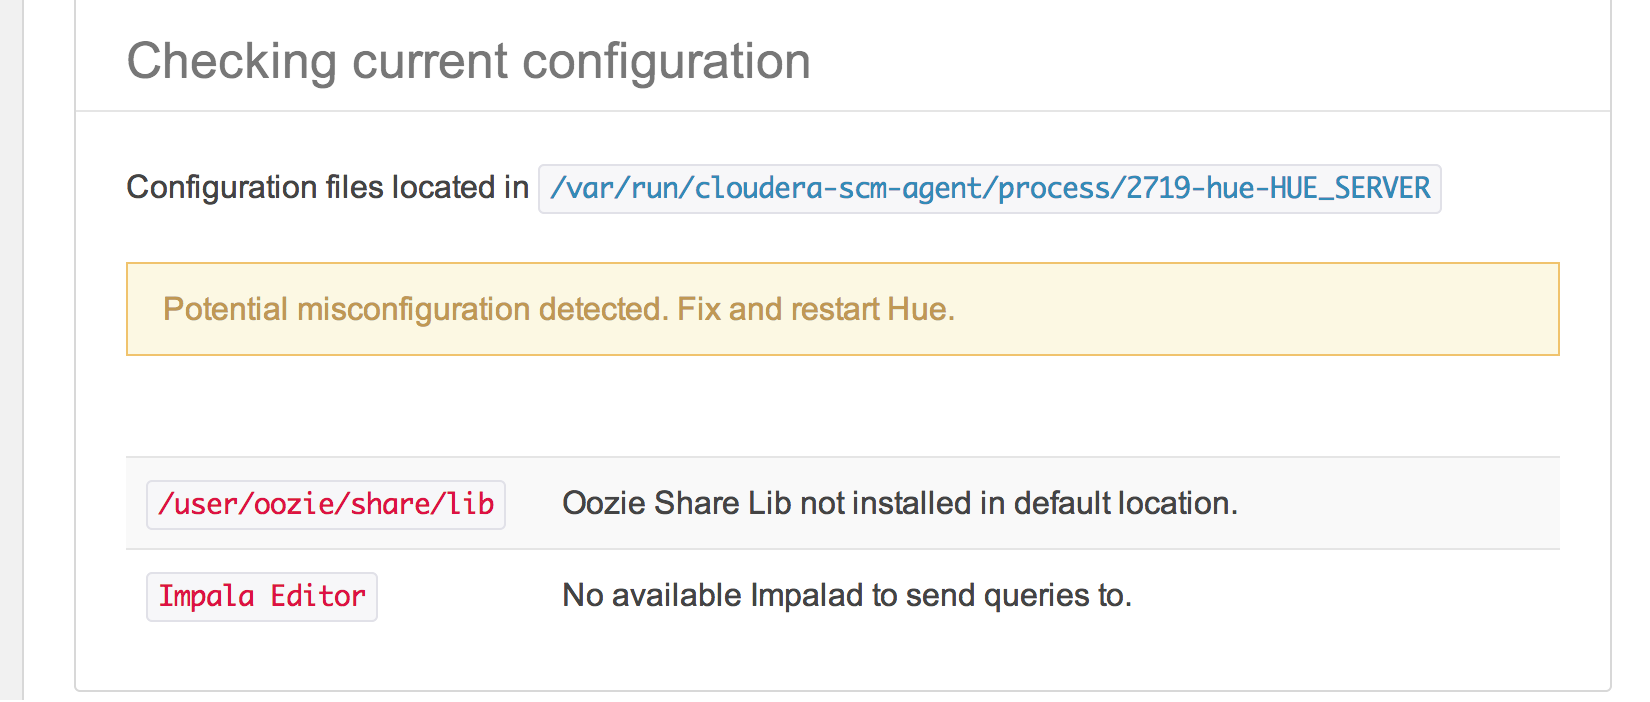 Checking current configuration
Configuration files located in /var/run/cloudera-scm-agent/process/2719-hue-HUE_SERVER
Potential misconfiguration detected. Fix and restart Hue.
/user/oozie/share/lib Oozie Share Lib not installed in default location.
Impala Editor No available Impalad to send queries to.